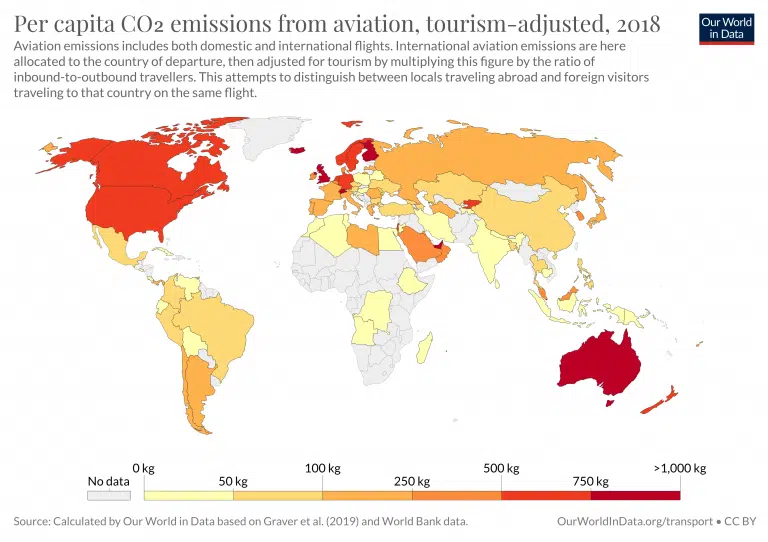 Per capita CO2 emissions from aviation, tourism-adjusted, 2018
Our World
in Data
Aviation emissions includes both domestic and international flights. International aviation emissions are here
allocated to the country of departure, then adjusted for tourism by multiplying this figure by the ratio of
inbound-to-outbound travellers. This attempts to distinguish between locals traveling abroad and foreign visitors
traveling to that country on the same flight.
No data
0 kg
50 kg
100 kg
250 kg
500 kg
750 kg
>1,000 kg
Source: Calculated by Our World in Data based on Graver et al. (2019) and World Bank data.
OurWorldInData.org/transport • CC BY